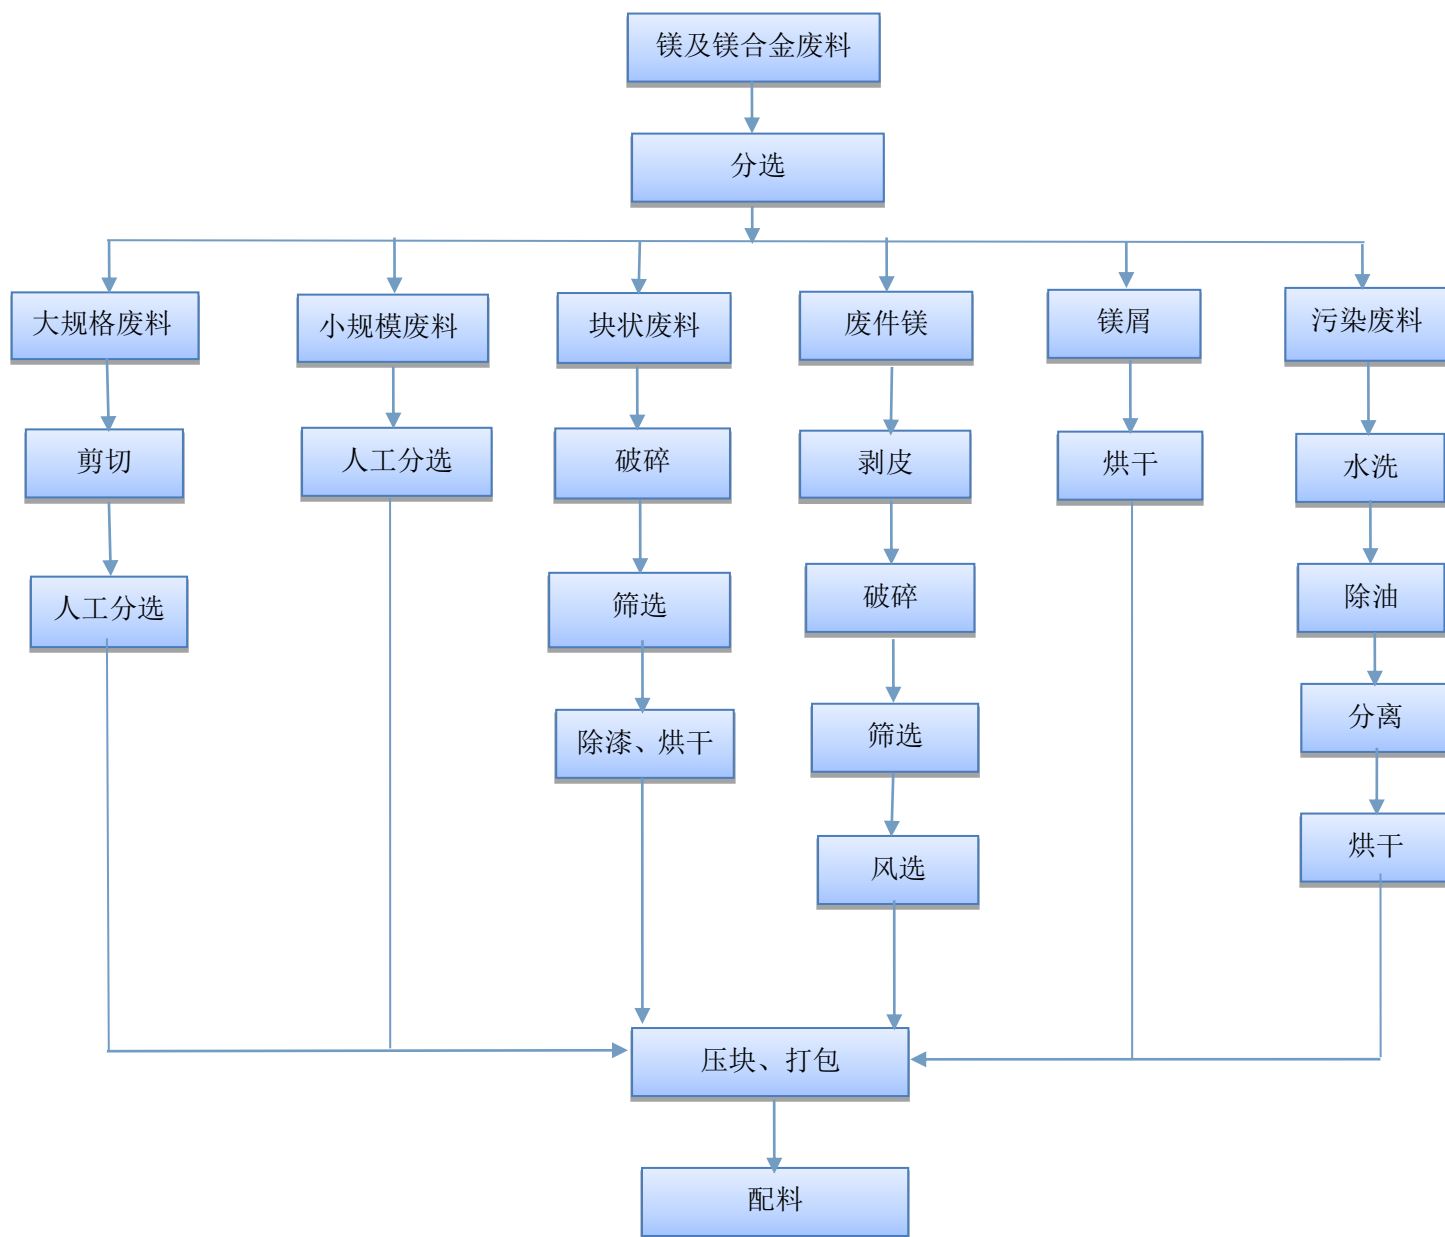 镁及镁合金废料
分选
大规格废料
小规模废料
块状废料
废件镁
镁屑
污染废料
剪切
人工分选
破碎
剥皮
烘干
水洗
人工分选
筛选
破碎
除油
除漆、烘干
筛选
分离
风选
烘干
压块、打包
配料